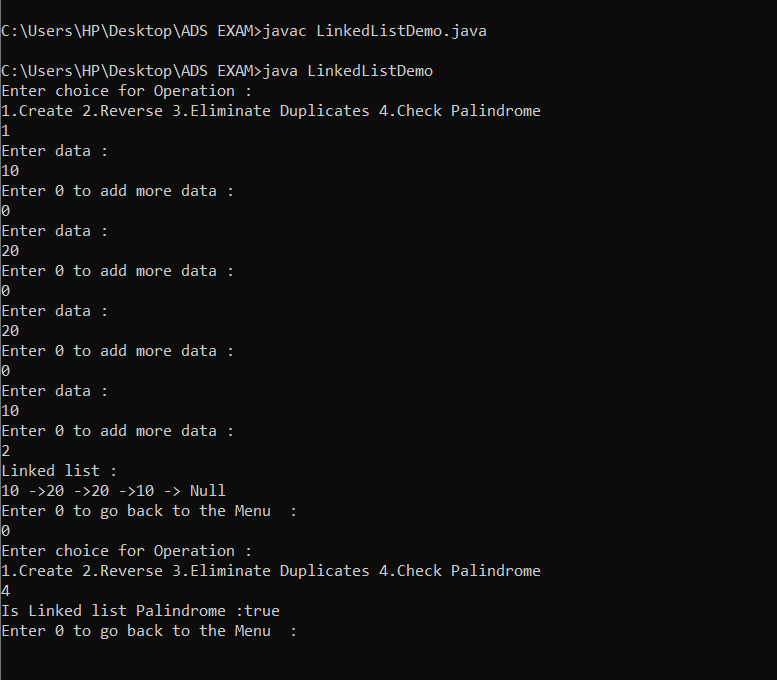 C:\Users\HP\Desktop\ADS EXAM>javac LinkedListDemo.java
C:\Users\HP\Desktop\ADS EXAM>java LinkedListDemo
Enter choice for Operation :
1.Create 2.Reverse 3.Eliminate Duplicates 4.Check Palindrome
1
Enter data :
10
Enter 0 to add more data :
0
Enter data :
20
Enter 0 to add more data :
0
Enter data :
20
Enter 0 to add more data :
0
Enter data :
10
Enter 0 to add more data :
2
Linked list :
10 ->20 ->20 ->10 -> Null
Enter 0 to go back to the Menu  :
0
Enter choice for Operation :
1.Create 2.Reverse 3.Eliminate Duplicates 4.Check Palindrome
4
Is Linked list Palindrome :true
Enter 0 to go back to the Menu  :